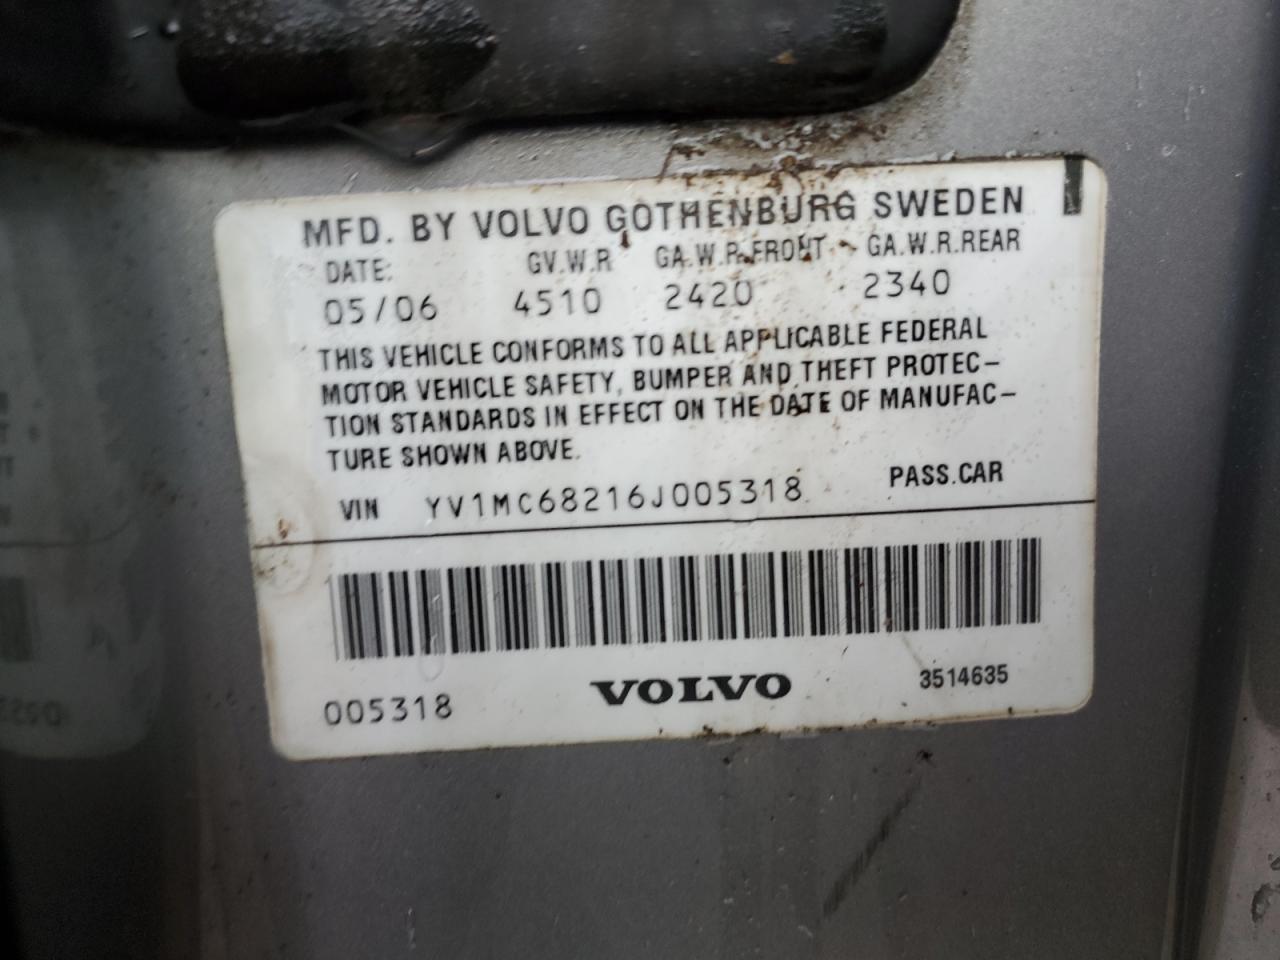 MFD. BY VOLVO GOTHENBURG SWEDEN
DATE: GV.W.R GA.W.R.FRONT GA.W.R.REAR
05/06 4510 2420 2340
THIS VEHICLE CONFORMS TO ALL APPLICABLE FEDERAL
MOTOR VEHICLE SAFETY, BUMPER AND THEFT PROTEC-
TION STANDARDS IN EFFECT ON THE DATE OF MANUFAC-
TURE SHOWN ABOVE.
VIN YV1MC68216J005318 PASS.CAR
005318 VOLVO 3514635